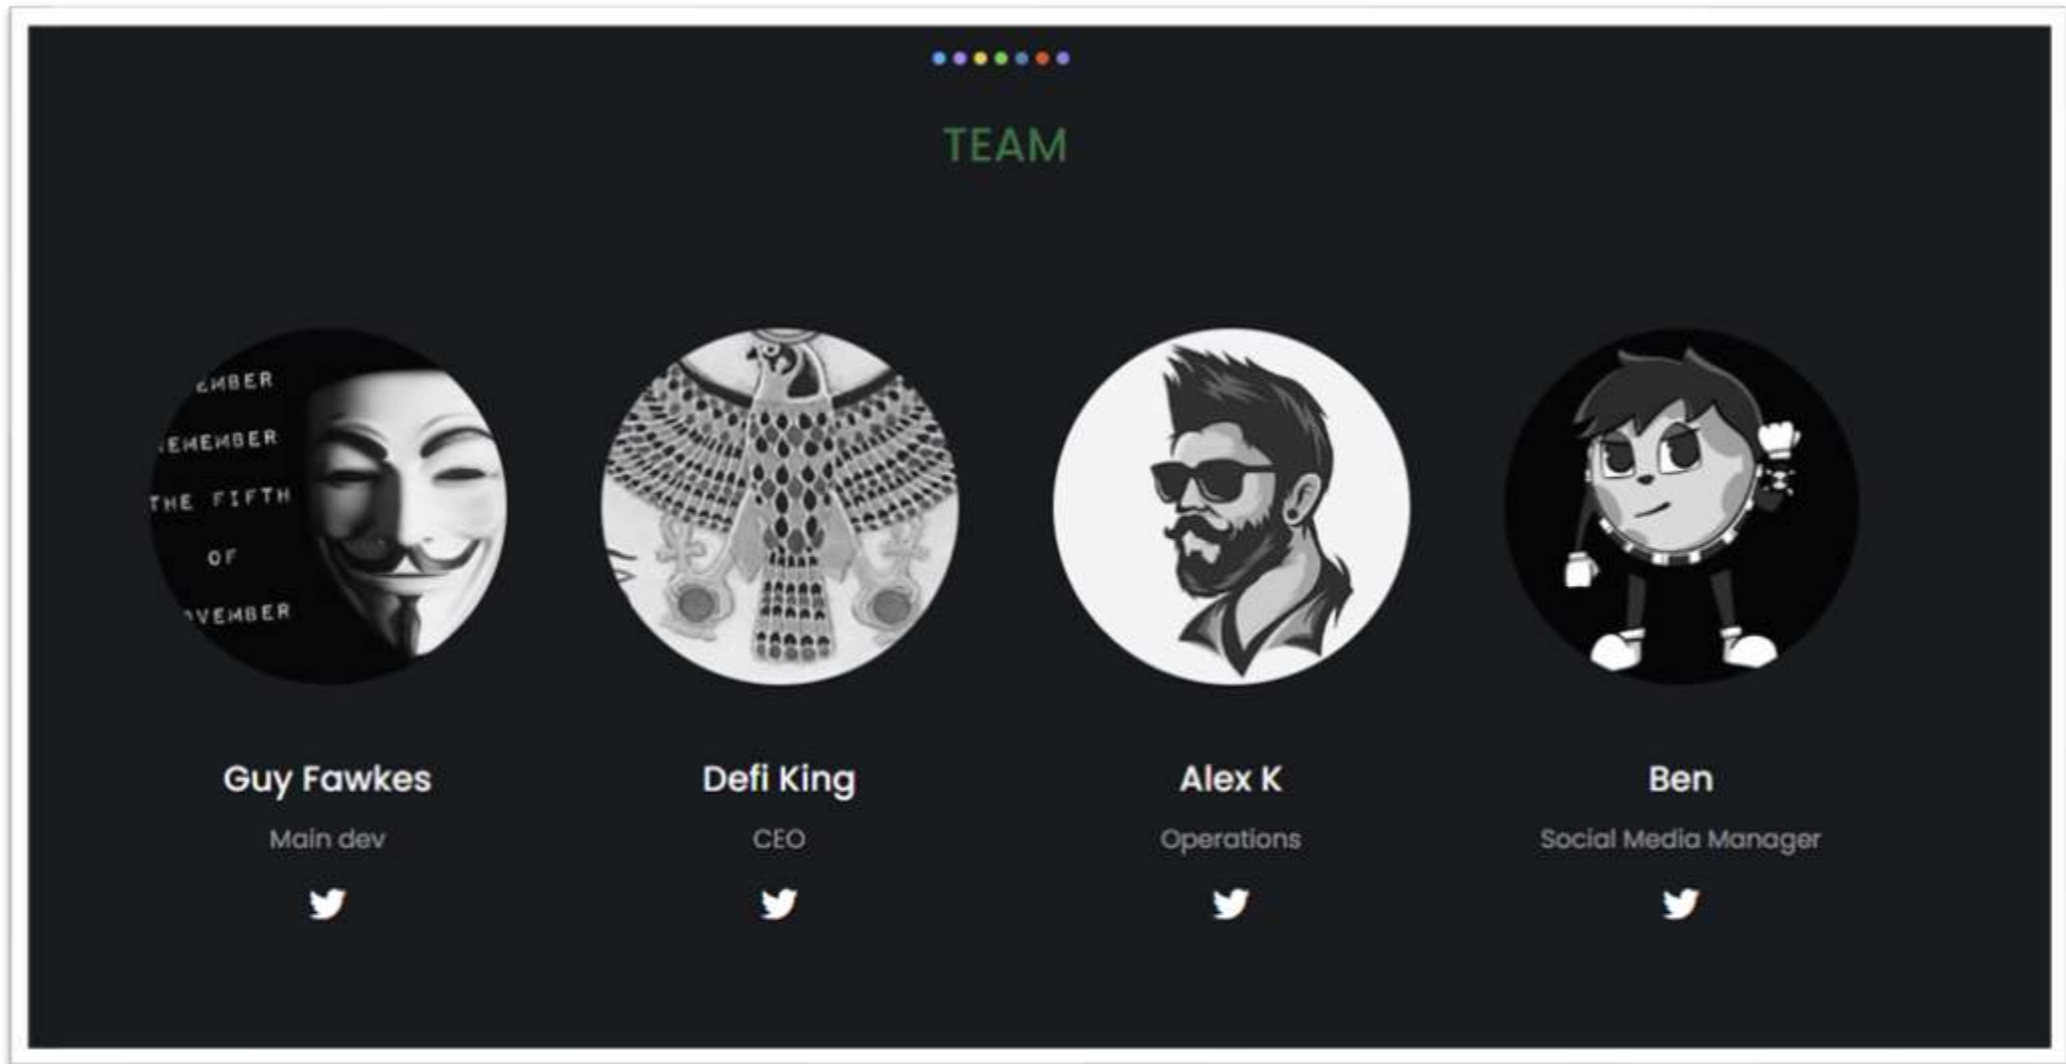 TEAM
EMBER
EMEMBER
THE FIFTH
OF
VEMBER
Guy Fawkes
Defi King
Alex K
Ben
Main dev
CEO
Operations
Social Media Manager